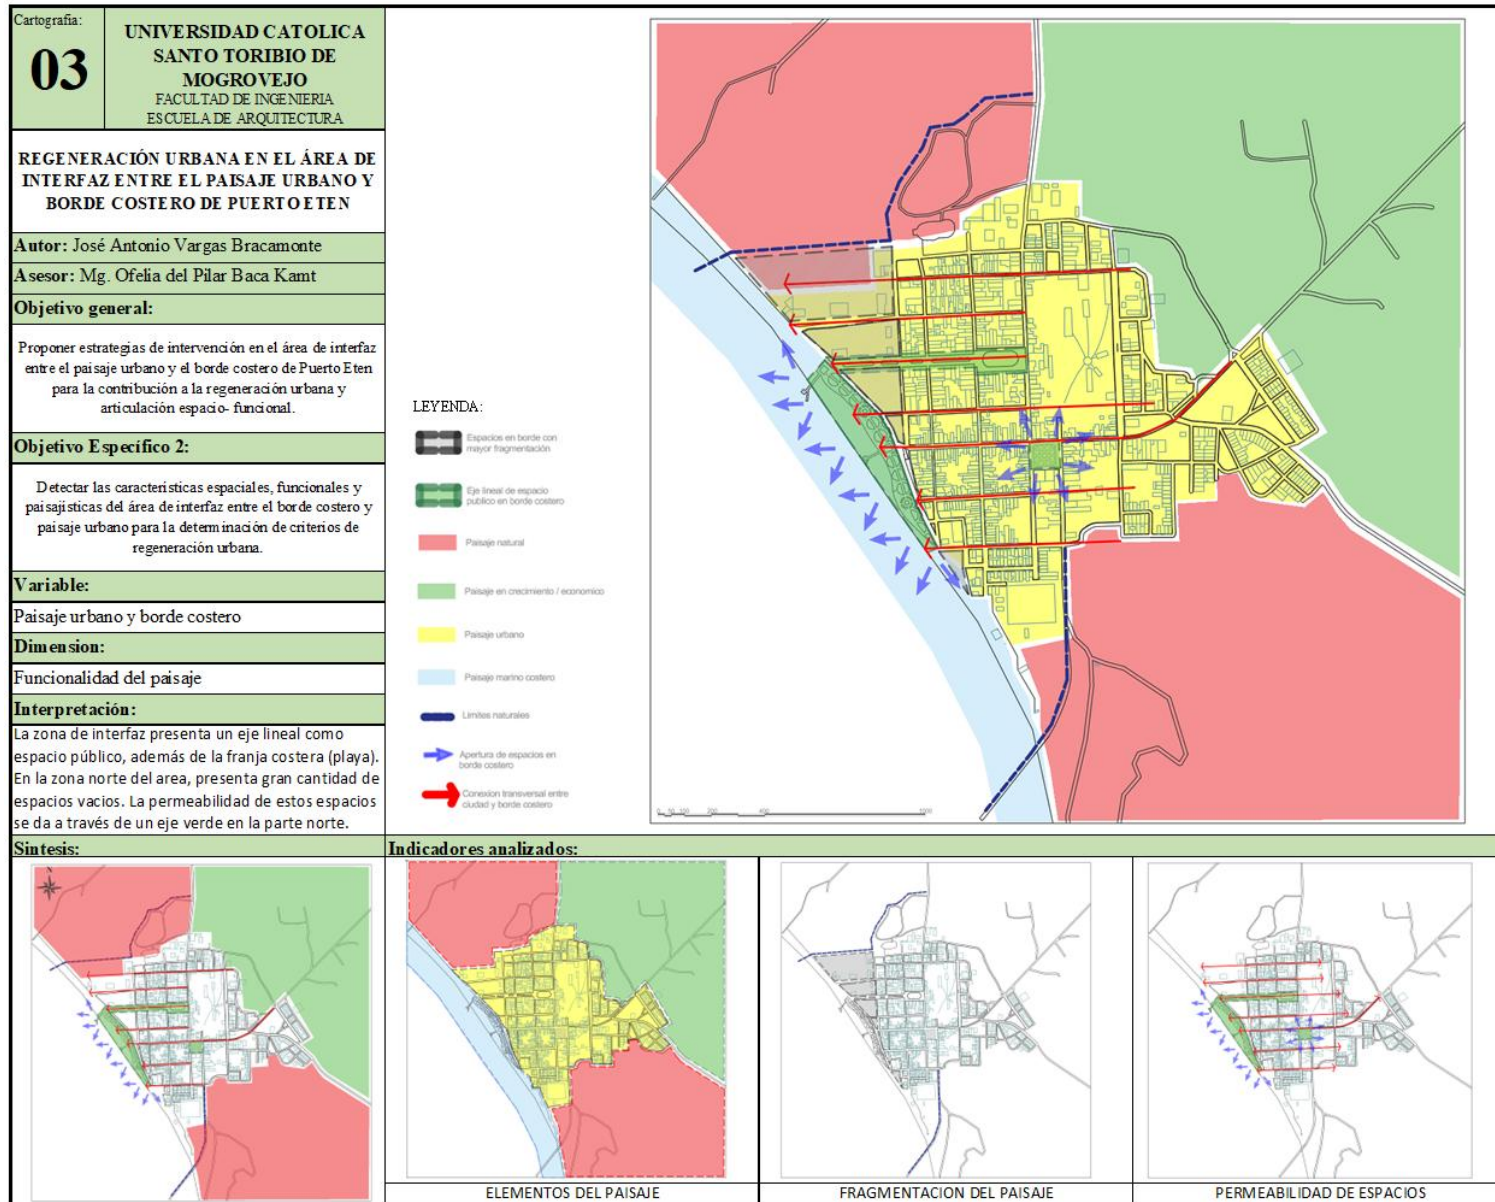 Cartografia:
03
UNIVERSIDAD CATOLICA
SANTO TORIBIO DE
MOGROVEJO
FACULTAD DE INGENIERIA
ESCUELA DE ARQUITECTURA
REGENERACIÓN URBANA EN EL ÁREA DE
INTERFAZ ENTRE EL PAISAJE URBANO Y
BORDE COSTERO DE PUERTO ETEN
Autor: José Antonio Vargas Bracamonte
Asesor: Mg. Ofelia del Pilar Baca Kamt
Objetivo general:
Proponer estrategias de intervención en el área de interfaz
entre el paisaje urbano y el borde costero de Puerto Eten
para la contribución a la regeneración urbana y
articulación espacio- funcional.
Objetivo Específico 2:
Detectar las características espaciales, funcionales y
paisajísticas del área de interfaz entre el borde costero y
paisaje urbano para la determinación de criterios de
regeneración urbana.
Variable:
Paisaje urbano y borde costero
Dimension:
Funcionalidad del paisaje
Interpretación:
La zona de interfaz presenta un eje lineal como
espacio público, además de la franja costera (playa).
En la zona norte del area, presenta gran cantidad de
espacios vacios. La permeabilidad de estos espacios
se da a través de un eje verde en la parte norte.
LEYENDA:
Espacios en borde con
mayor fragmentación
Eje lineal de espacio
publico en borde costero
Paisaje natural
Paisaje en crecimiento / economico
Paisaje urbano
Paisaje marino costero
Limites naturales
Apertura de espacios en
borde costero
Conexion transversal entre
ciudad y borde costero
0 50 100 200 400 1000
Sintesis:
Indicadores analizados:
N
ELEMENTOS DEL PAISAJE
FRAGMENTACION DEL PAISAJE
PERMEABILIDAD DE ESPACIOS